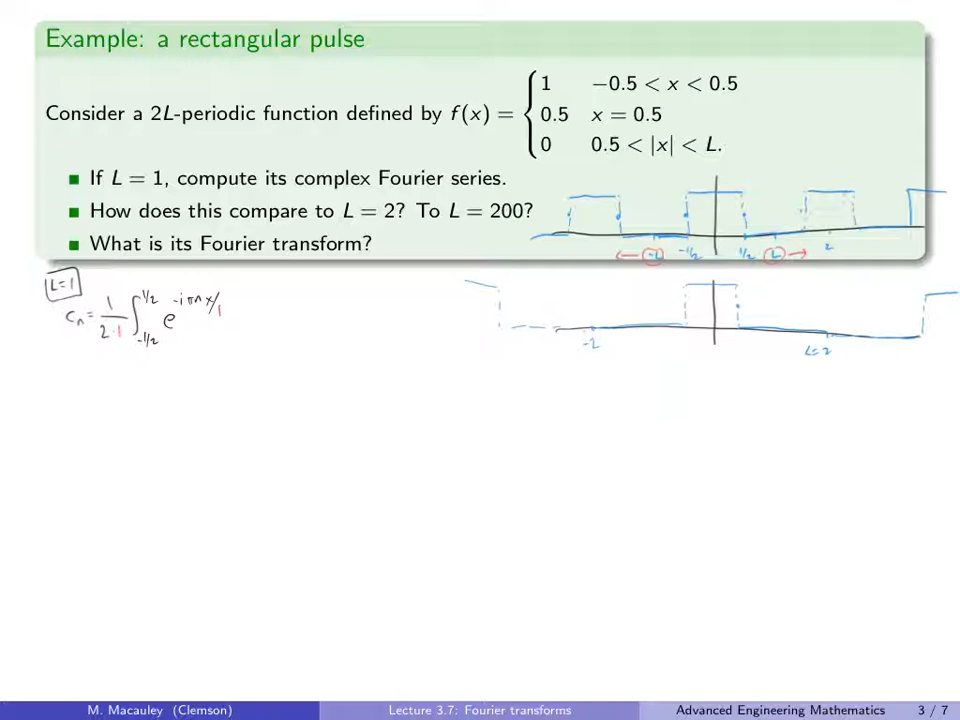 Example: a rectangular pulse
Consider a 2L-periodic function defined by f(x) = { 1 −0.5 < x < 0.5
0.5 x = 0.5
0 0.5 < |x| < L.
If L = 1, compute its complex Fourier series.
How does this compare to L = 2? To L = 200?
What is its Fourier transform?
← -L -1/2 1/2 L → 2
L=1
cₙ = 1/(2·1) ∫_{-1/2}^{1/2} e^{-iπnx/1}
-2 L=2
M. Macauley (Clemson) Lecture 3.7: Fourier transforms Advanced Engineering Mathematics 3 / 7